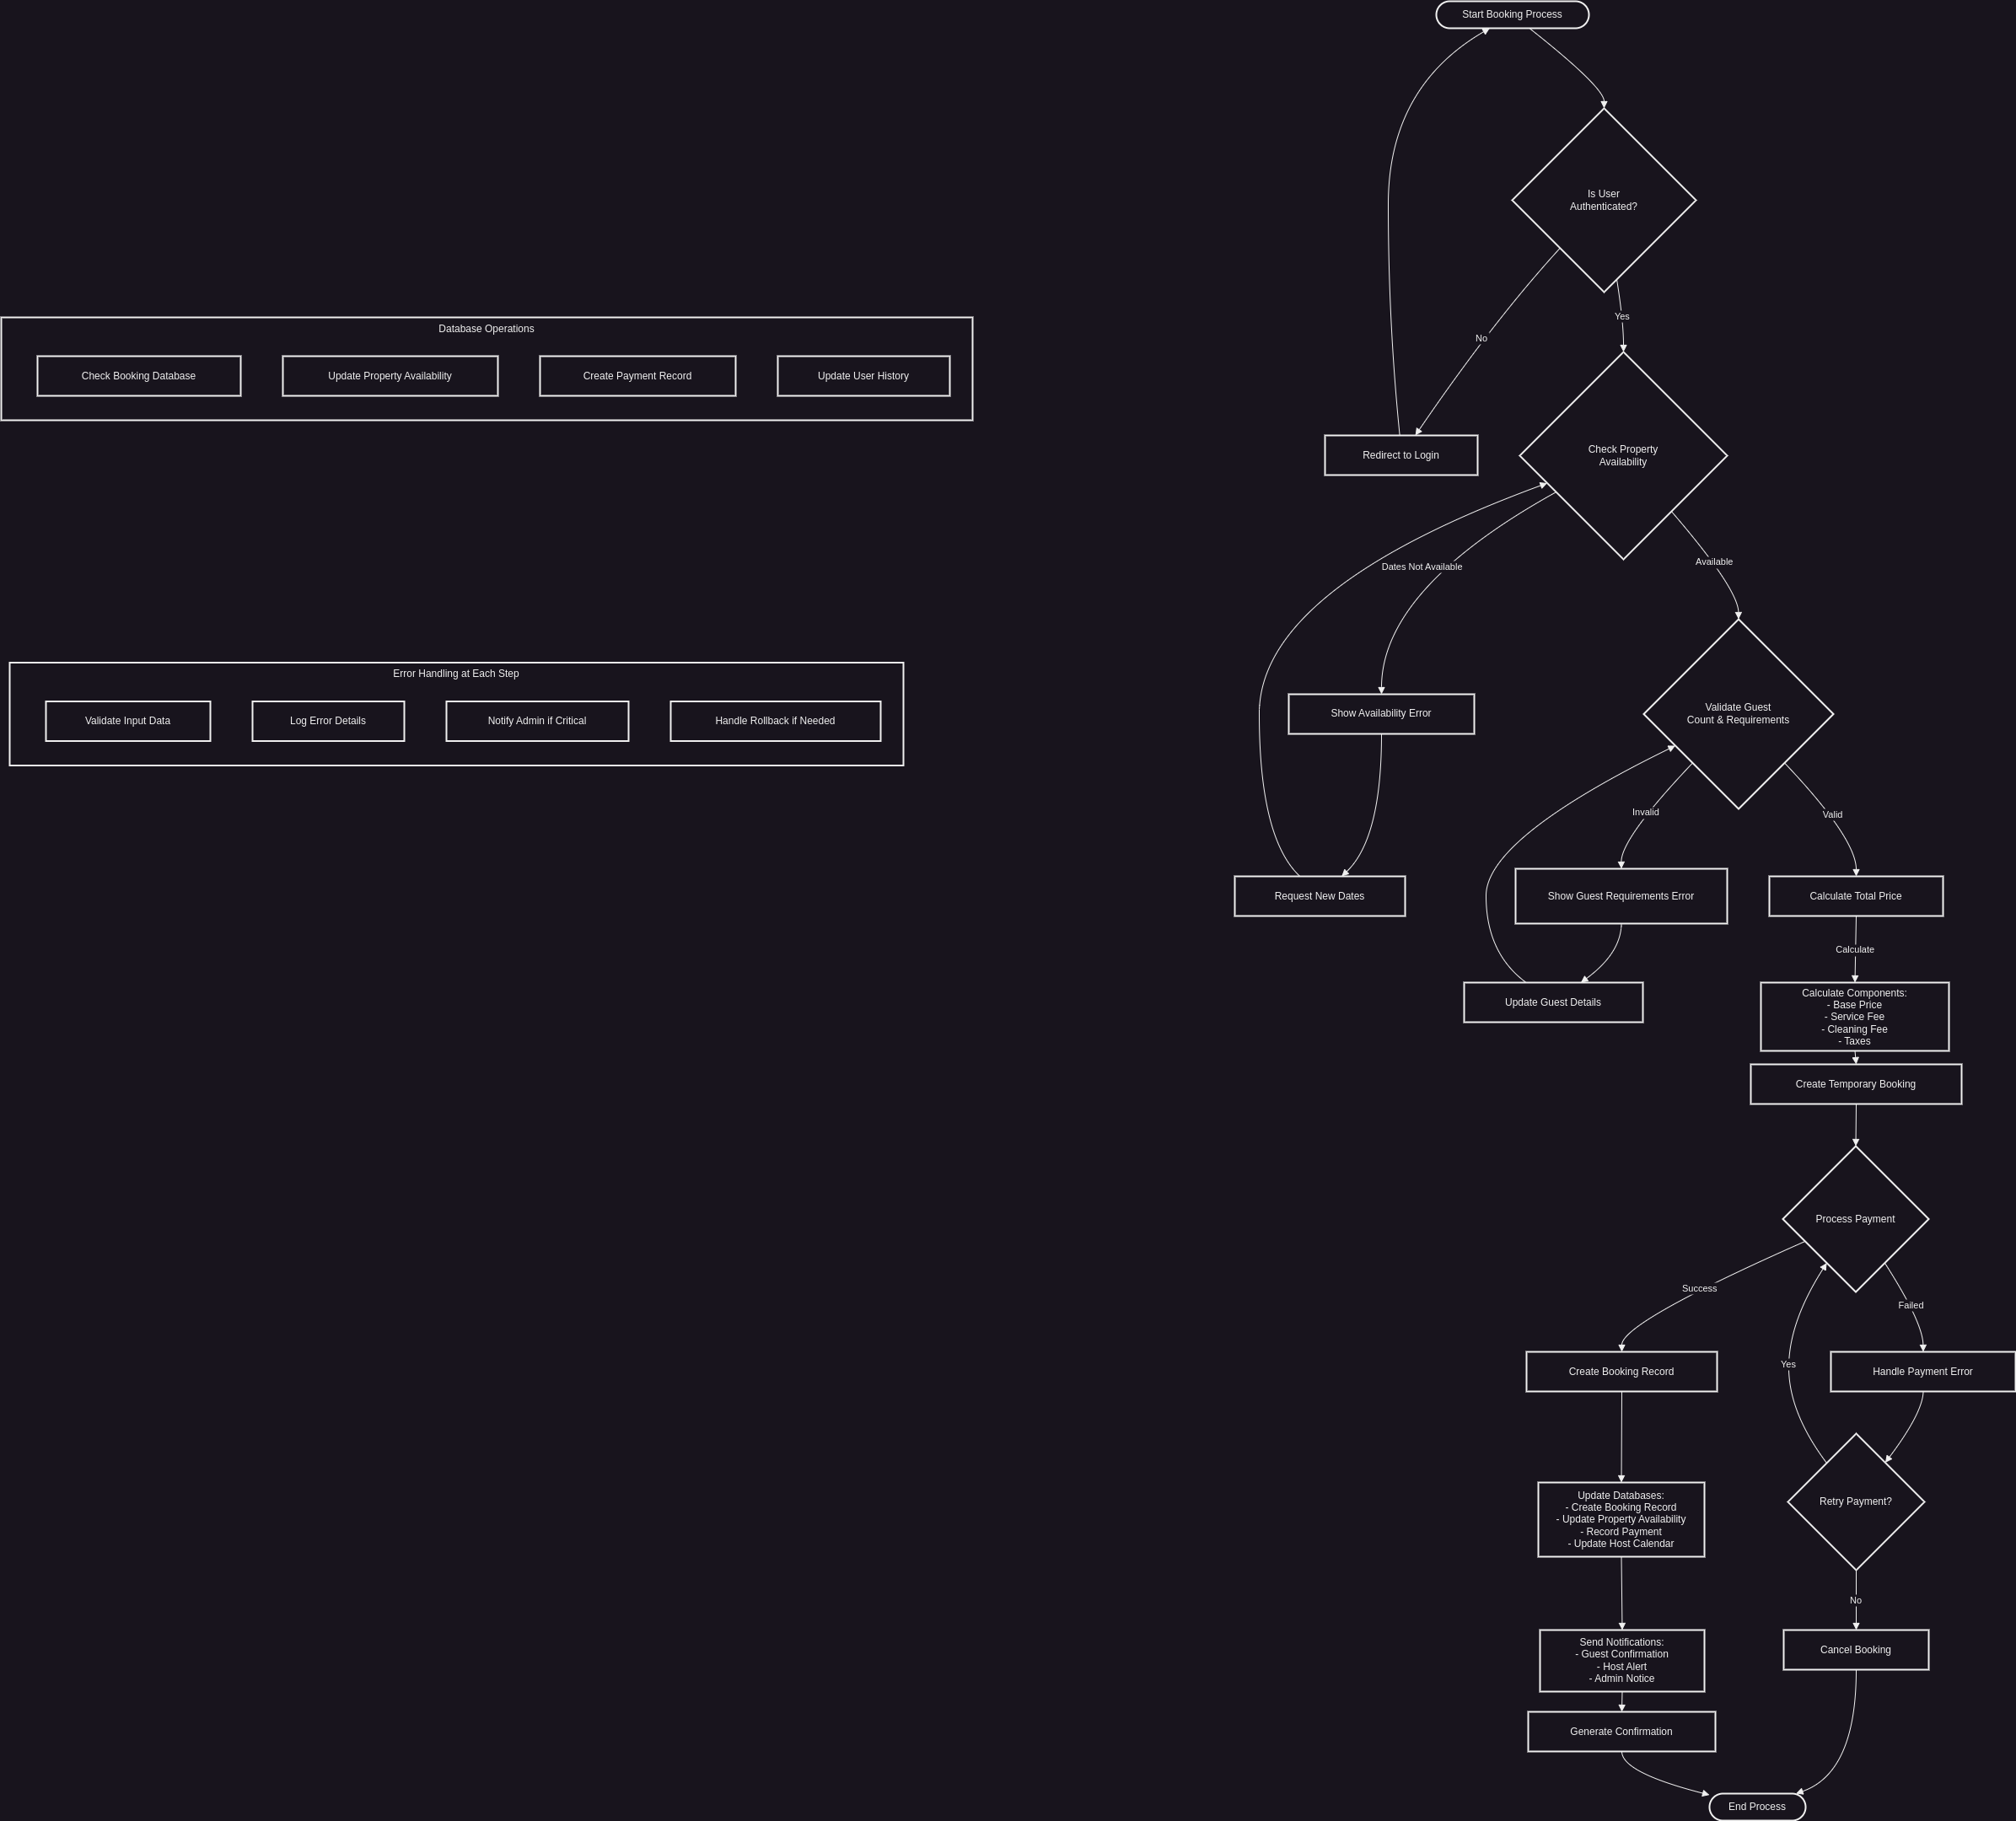 Start Booking Process
Is User
Authenticated?
Yes
No
Database Operations
Check Booking Database
Update Property Availability
Create Payment Record
Update User History
Redirect to Login
Check Property
Availability
Dates Not Available
Available
Error Handling at Each Step
Validate Input Data
Log Error Details
Notify Admin if Critical
Handle Rollback if Needed
Show Availability Error
Validate Guest
Count & Requirements
Invalid
Valid
Request New Dates
Show Guest Requirements Error
Calculate Total Price
Calculate
Update Guest Details
Calculate Components:
- Base Price
- Service Fee
- Cleaning Fee
- Taxes
Create Temporary Booking
Process Payment
Success
Failed
Yes
Create Booking Record
Handle Payment Error
Update Databases:
- Create Booking Record
- Update Property Availability
- Record Payment
- Update Host Calendar
Retry Payment?
No
Send Notifications:
- Guest Confirmation
- Host Alert
- Admin Notice
Cancel Booking
Generate Confirmation
End Process